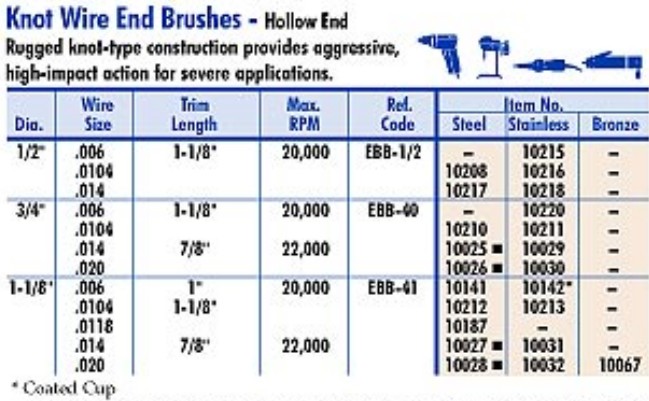 Knot Wire End Brushes - Hollow End
Rugged knot-type construction provides aggressive,
high-impact action for severe applications.
Wire Trim Max. Ref. Item No.
Dia. Size Length RPM Code Steel Stainless Bronze
1/2" .006 1-1/8" 20,000 EBB-1/2 – 10215 –
.0104 10208 10216 –
.014 10217 10218 –
3/4" .006 1-1/8" 20,000 EBB-40 – 10220 –
.0104 10210 10211 –
.014 7/8" 22,000 10025 ■ 10029 –
.020 10026 ■ 10030 –
1-1/8" .006 1" 20,000 EBB-41 10141 10142* –
.0104 1-1/8" 10212 10213 –
.0118 10187 – –
.014 7/8" 22,000 10027 ■ 10031 –
.020 10028 ■ 10032 10067
* Coated Cup